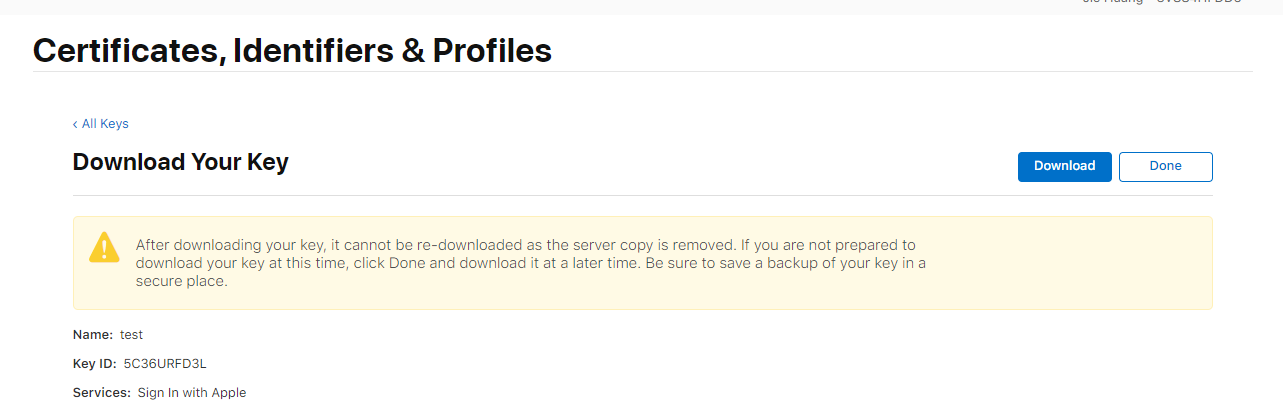 Certificates, Identifiers & Profiles
‹ All Keys
Download Your Key
Download
Done
After downloading your key, it cannot be re-downloaded as the server copy is removed. If you are not prepared to
download your key at this time, click Done and download it at a later time. Be sure to save a backup of your key in a
secure place.
Name: test
Key ID: 5C36URFD3L
Services: Sign In with Apple